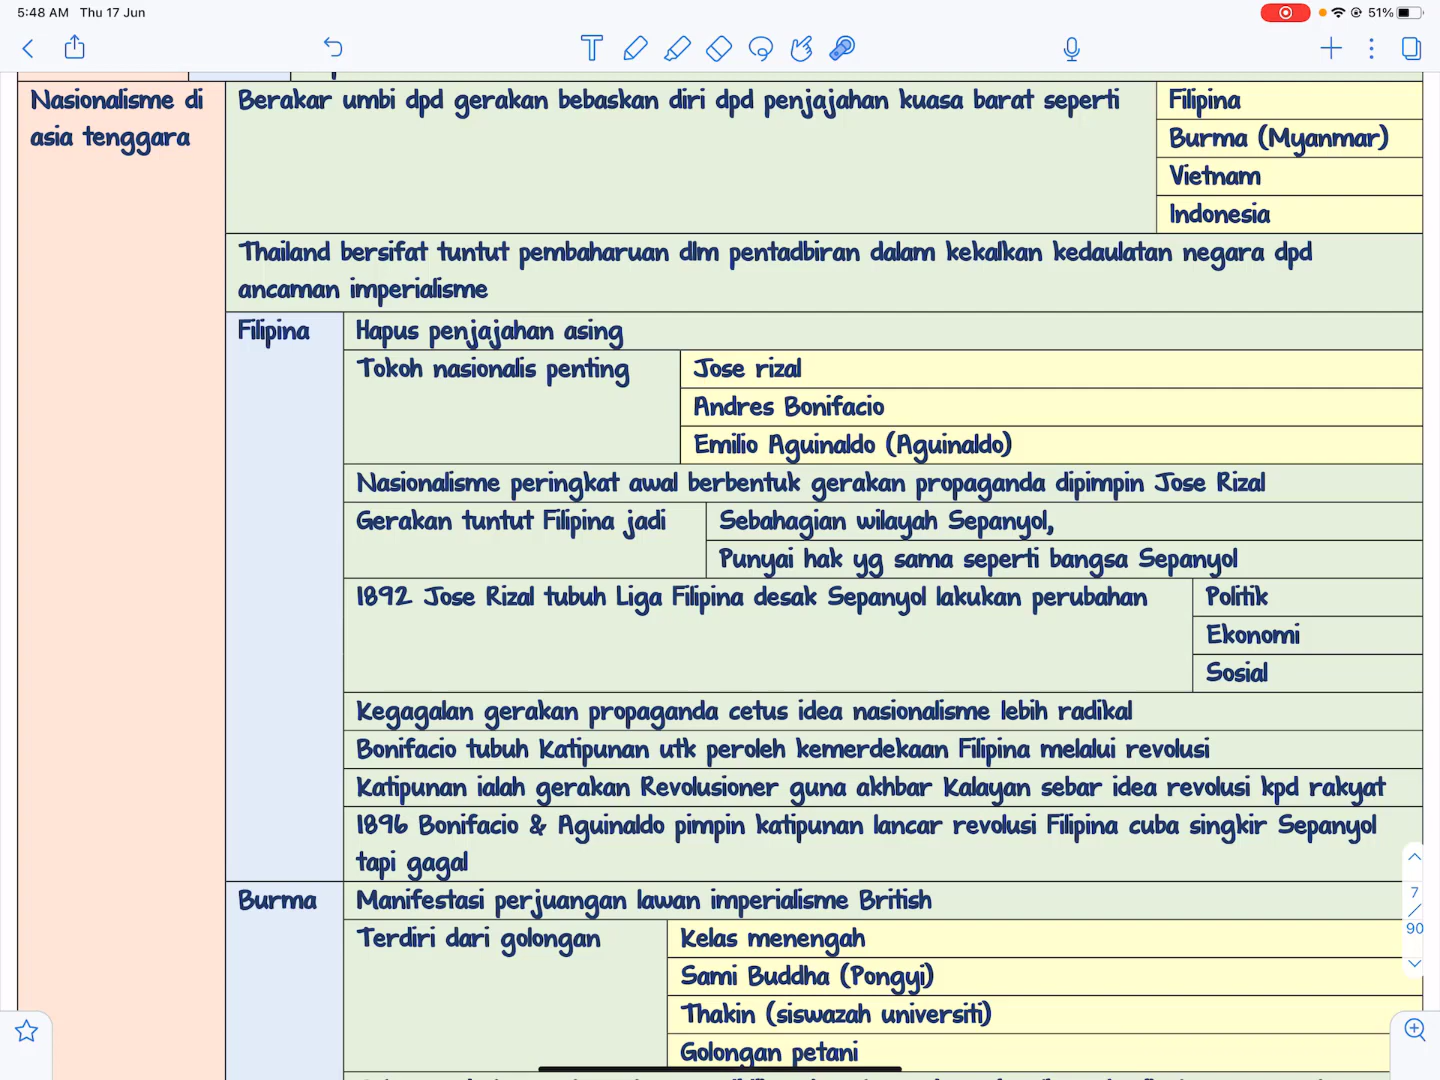 5:48 AM Thu 17 Jun
51%
Nasionalisme di
asia tenggara
Berakar umbi dpd gerakan bebaskan diri dpd penjajahan kuasa barat seperti
Filipina
Burma (Myanmar)
Vietnam
Indonesia
Thailand bersifat tuntut pembaharuan dlm pentadbiran dalam kekalkan kedaulatan negara dpd
ancaman imperialisme
Filipina
Hapus penjajahan asing
Tokoh nasionalis penting
Jose rizal
Andres Bonifacio
Emilio Aguinaldo (Aguinaldo)
Nasionalisme peringkat awal berbentuk gerakan propaganda dipimpin Jose Rizal
Gerakan tuntut Filipina jadi
Sebahagian wilayah Sepanyol,
Punyai hak yg sama seperti bangsa Sepanyol
1892 Jose Rizal tubuh Liga Filipina desak Sepanyol lakukan perubahan
Politik
Ekonomi
Sosial
Kegagalan gerakan propaganda cetus idea nasionalisme lebih radikal
Bonifacio tubuh Katipunan utk peroleh kemerdekaan Filipina melalui revolusi
Katipunan ialah gerakan Revolusioner guna akhbar Kalayan sebar idea revolusi kpd rakyat
1896 Bonifacio & Aguinaldo pimpin katipunan lancar revolusi Filipina cuba singkir Sepanyol
tapi gagal
Burma
Manifestasi perjuangan lawan imperialisme British
Terdiri dari golongan
Kelas menengah
Sami Buddha (Pongyi)
Thakin (siswazah universiti)
Golongan petani
7
/
90